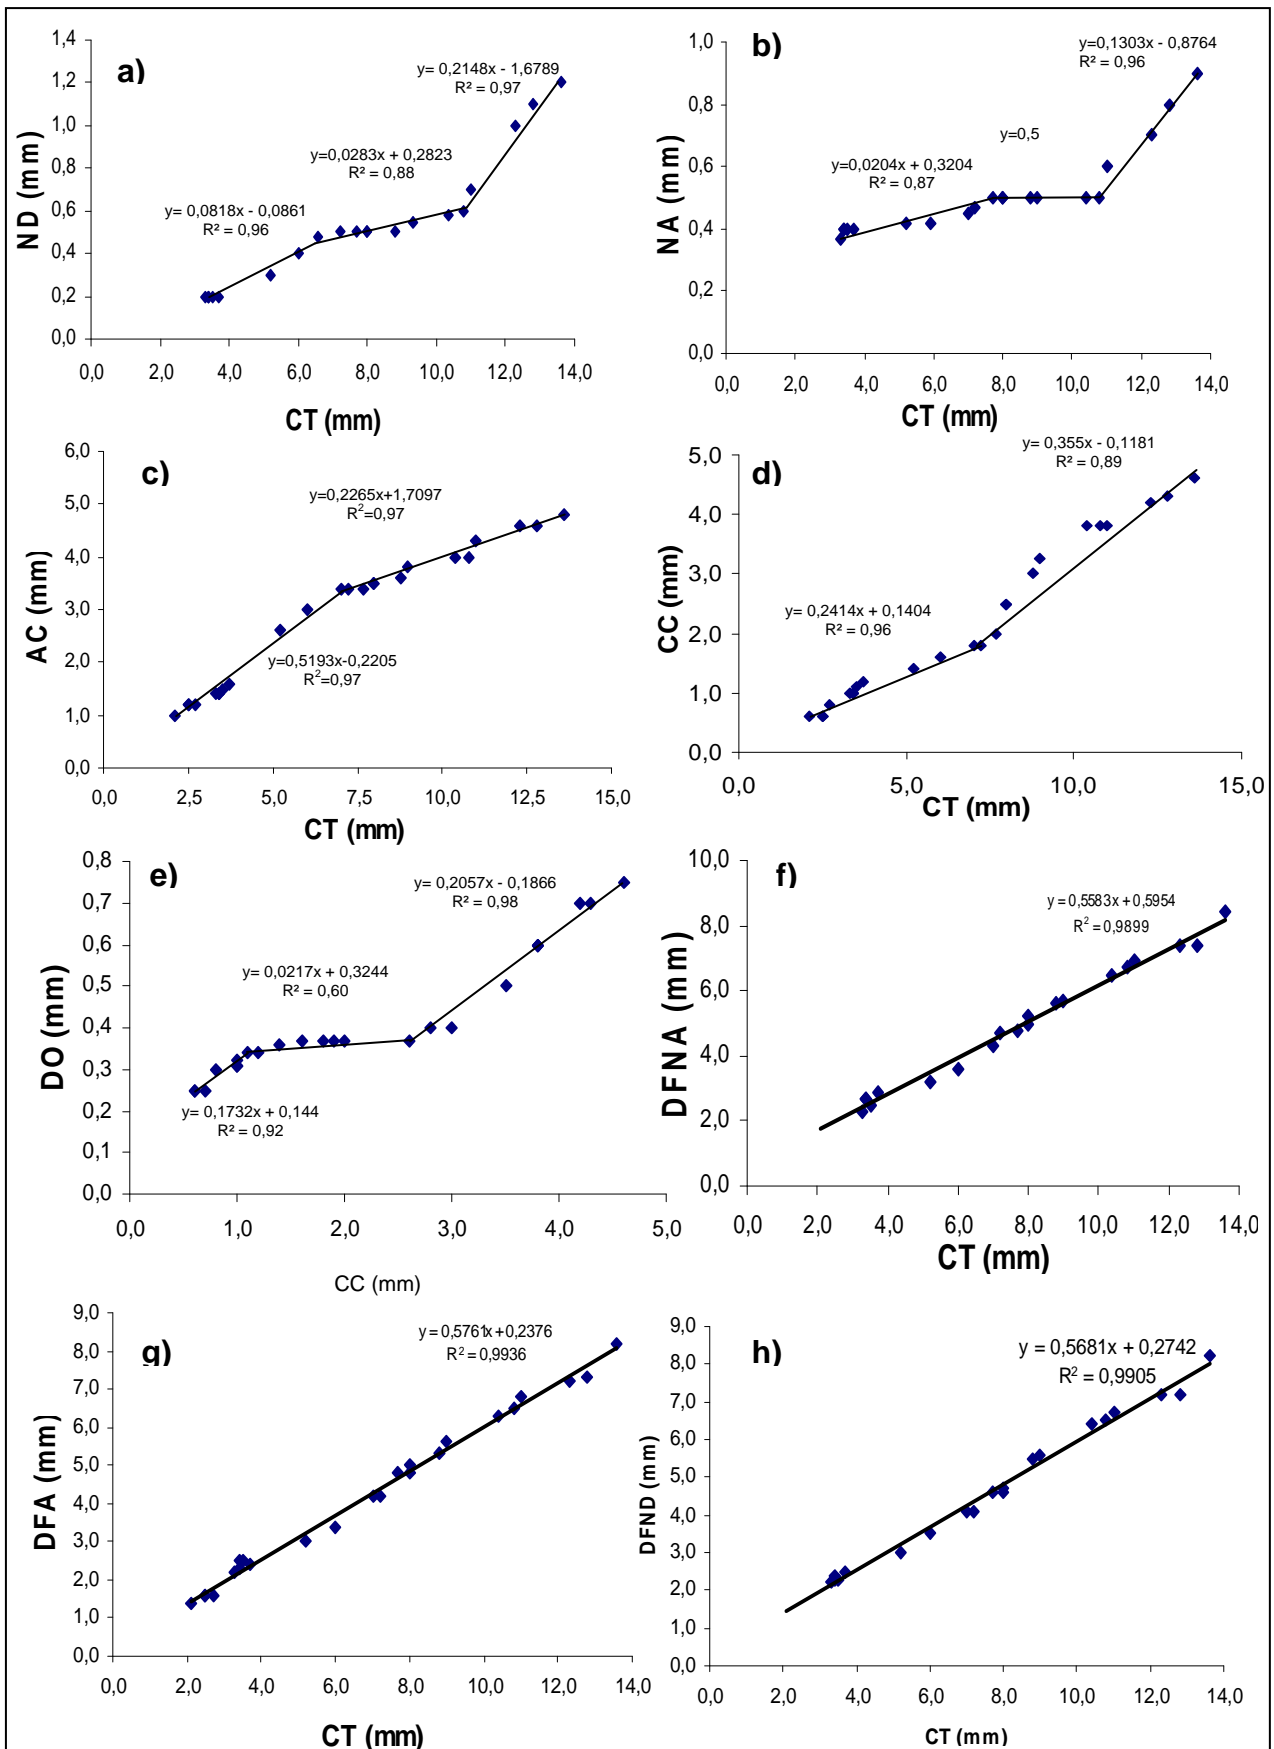 a)
y= 0,2148x - 1,6789
R² = 0,97
y=0,0283x + 0,2823
R² = 0,88
y= 0,0818x - 0,0861
R² = 0,96
ND (mm)
1,4
1,2
1,0
0,8
0,6
0,4
0,2
0,0
0,0 2,0 4,0 6,0 8,0 10,0 12,0 14,0
CT (mm)
b)
y=0,1303x - 0,8764
R² = 0,96
y=0,5
y=0,0204x + 0,3204
R² = 0,87
NA (mm)
1,0
0,8
0,6
0,4
0,2
0,0
0,0 2,0 4,0 6,0 8,0 10,0 12,0 14,0
CT (mm)
c)
y=0,2265x+1,7097
R²=0,97
y=0,5193x-0,2205
R²=0,97
AC (mm)
6,0
5,0
4,0
3,0
2,0
1,0
0,0
0,0 2,5 5,0 7,5 10,0 12,5 15,0
CT (mm)
d)
y= 0,355x - 0,1181
R² = 0,89
y= 0,2414x + 0,1404
R² = 0,96
CC (mm)
5,0
4,0
3,0
2,0
1,0
0,0
0,0 5,0 10,0 15,0
CT (mm)
e)
y= 0,2057x - 0,1866
R² = 0,98
y= 0,0217x + 0,3244
R² = 0,60
y= 0,1732x + 0,144
R² = 0,92
DO (mm)
0,8
0,7
0,6
0,5
0,4
0,3
0,2
0,1
0,0
0,0 1,0 2,0 3,0 4,0 5,0
CC (mm)
f)
y = 0,5583x + 0,5954
R² = 0,9899
DFNA (mm)
10,0
8,0
6,0
4,0
2,0
0,0
0,0 2,0 4,0 6,0 8,0 10,0 12,0 14,0
CT (mm)
g)
y = 0,5761x + 0,2376
R² = 0,9936
DFA (mm)
9,0
8,0
7,0
6,0
5,0
4,0
3,0
2,0
1,0
0,0
0,0 2,0 4,0 6,0 8,0 10,0 12,0 14,0
CT (mm)
h)
y = 0,5681x + 0,2742
R² = 0,9905
DFND (mm)
9,0
8,0
7,0
6,0
5,0
4,0
3,0
2,0
1,0
0,0
0,0 2,0 4,0 6,0 8,0 10,0 12,0 14,0
CT (mm)